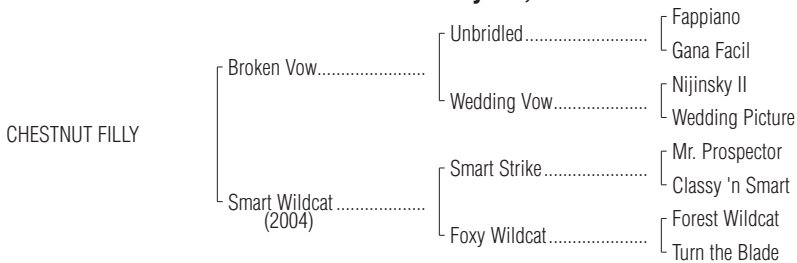 Fappiano
Unbridled......................
Gana Facil
Broken Vow.......................
Nijinsky II
Wedding Vow....................
Wedding Picture
CHESTNUT FILLY
Mr. Prospector
Smart Strike......................
Classy 'n Smart
Smart Wildcat...................
(2004)
Forest Wildcat
Foxy Wildcat.....................
Turn the Blade